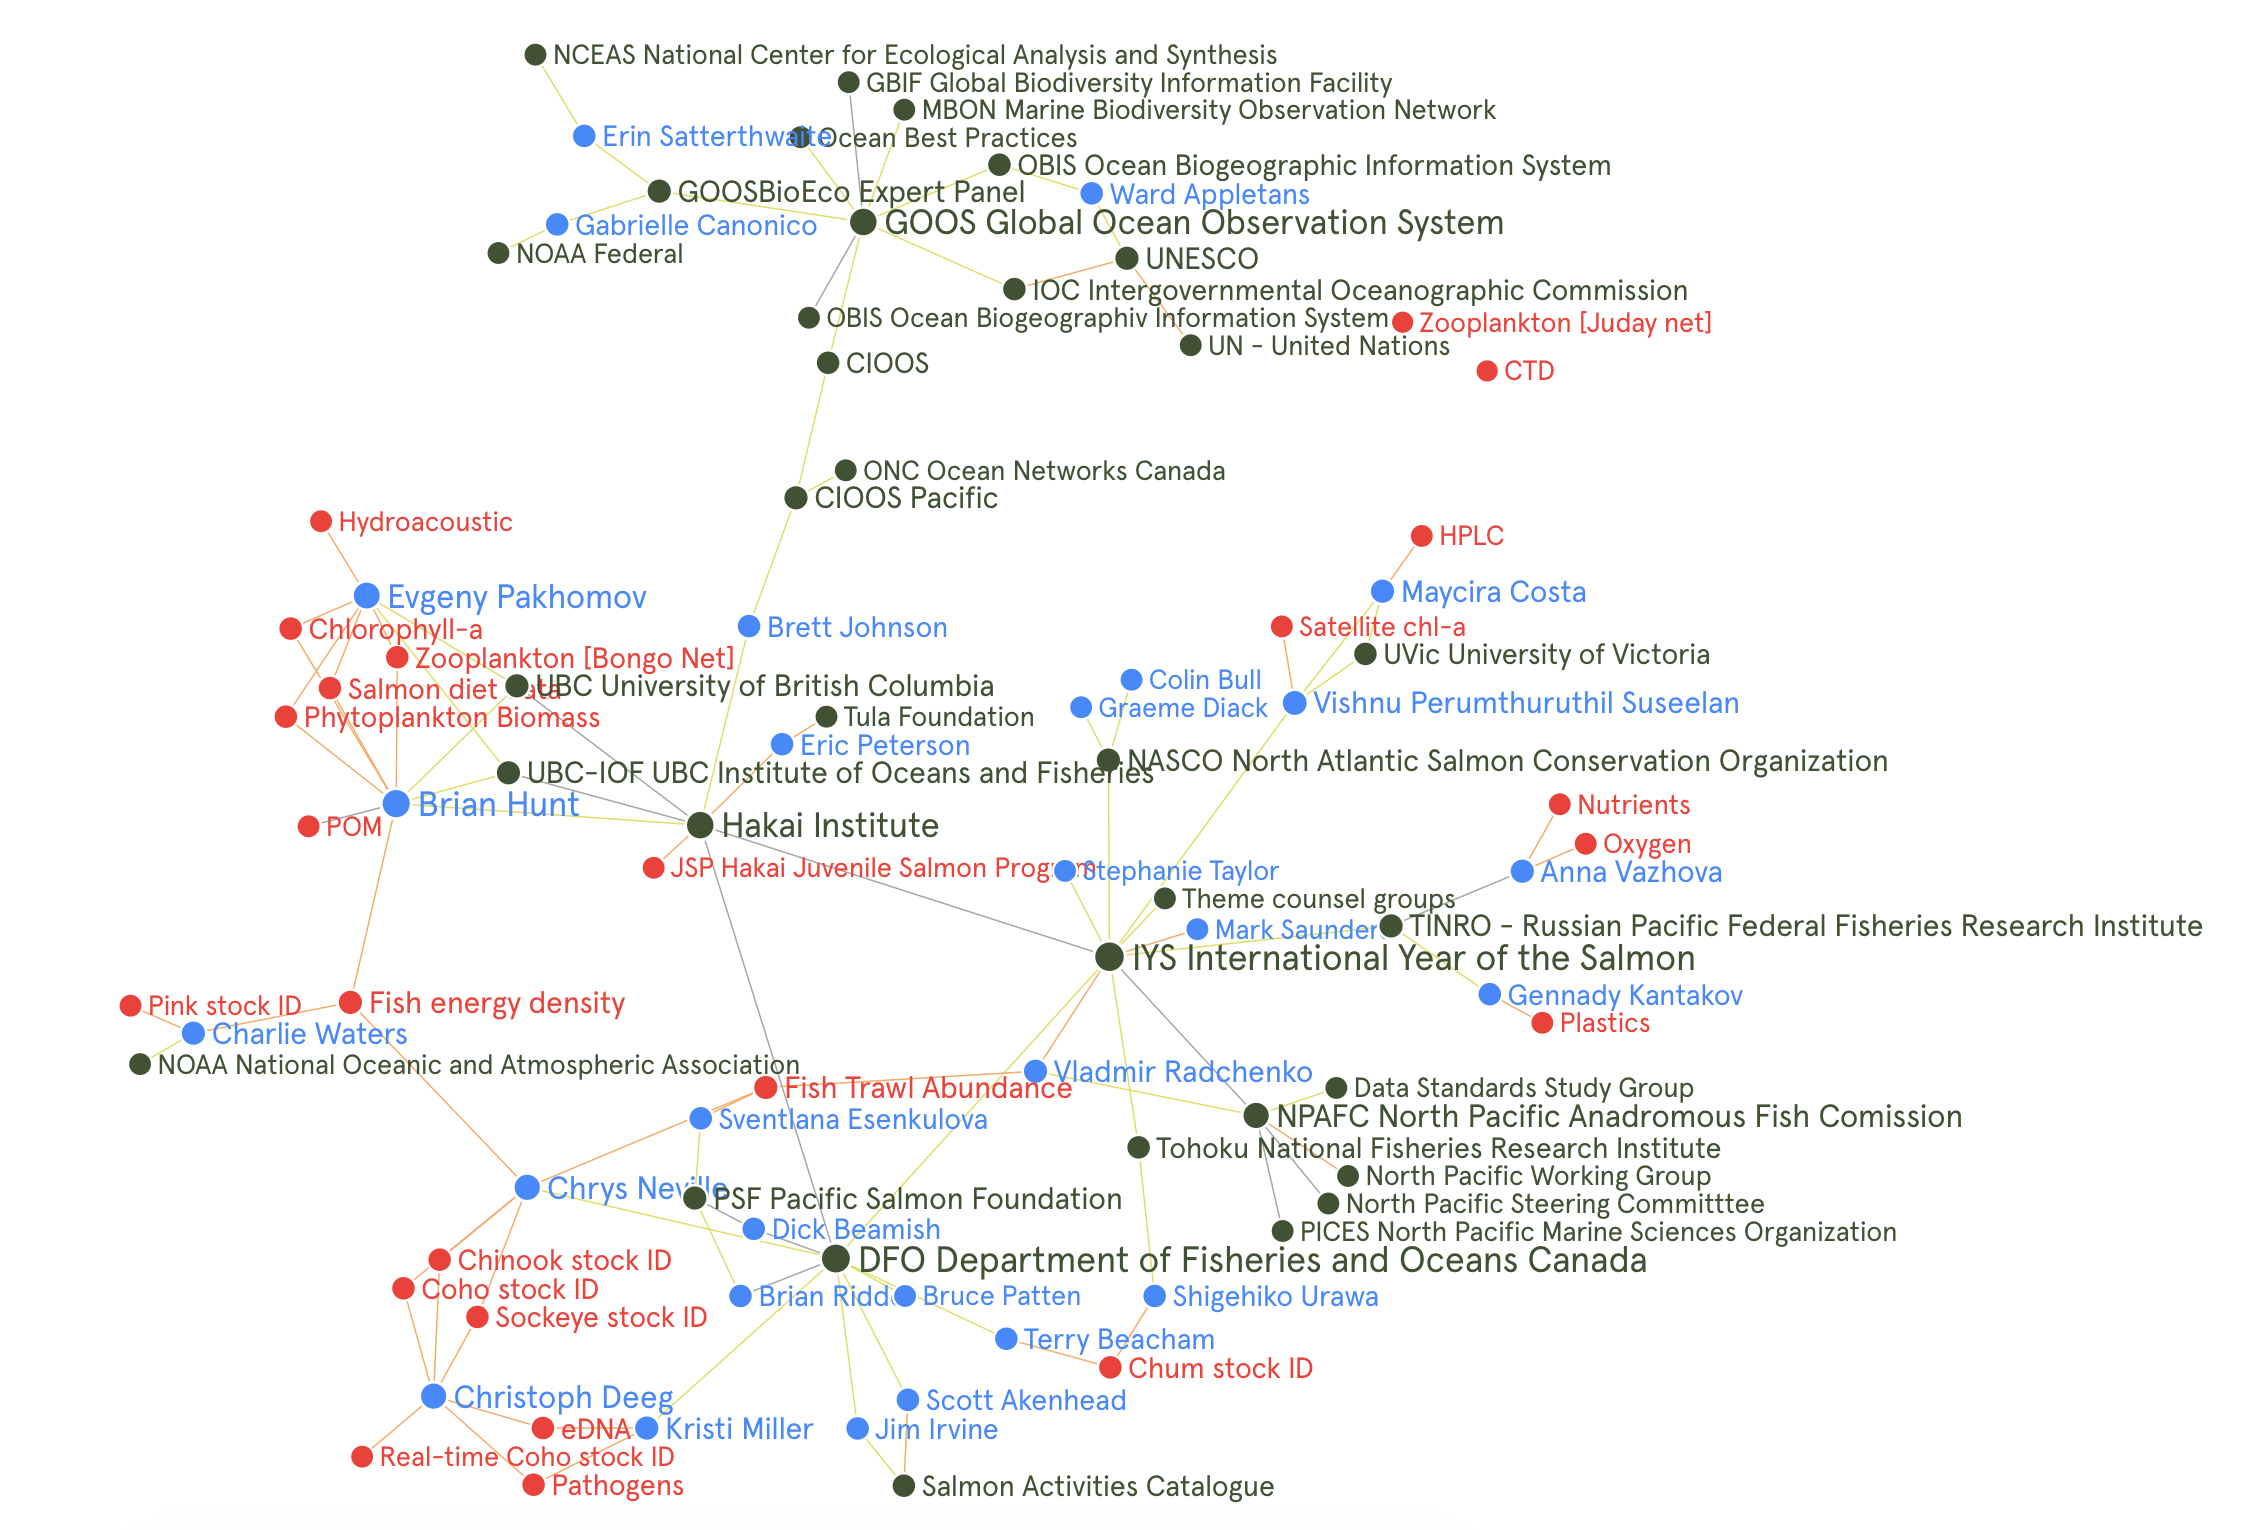 NCEAS National Center for Ecological Analysis and Synthesis
GBIF Global Biodiversity Information Facility
MBON Marine Biodiversity Observation Network
Erin Satterthwaite
Ocean Best Practices
OBIS Ocean Biogeographic Information System
GOOSBioEco Expert Panel
Ward Appletans
Gabrielle Canonico
GOOS Global Ocean Observation System
NOAA Federal
UNESCO
IOC Intergovernmental Oceanographic Commission
OBIS Ocean Biogeographiv Information System
Zooplankton [Juday net]
UN - United Nations
CIOOS
CTD
ONC Ocean Networks Canada
CIOOS Pacific
Hydroacoustic
HPLC
Evgeny Pakhomov
Maycira Costa
Chlorophyll-a
Brett Johnson
Satellite chl-a
Zooplankton [Bongo Net]
UVic University of Victoria
Salmon diet data
UBC University of British Columbia
Colin Bull
Phytoplankton Biomass
Tula Foundation
Graeme Diack
Vishnu Perumthuruthil Suseelan
Eric Peterson
UBC-IOF UBC Institute of Oceans and Fisheries
NASCO North Atlantic Salmon Conservation Organization
Brian Hunt
Nutrients
POM
Hakai Institute
Oxygen
JSP Hakai Juvenile Salmon Program
Stephanie Taylor
Anna Vazhova
Theme counsel groups
Mark Saunders
TINRO - Russian Pacific Federal Fisheries Research Institute
IYS International Year of the Salmon
Pink stock ID
Fish energy density
Gennady Kantakov
Charlie Waters
Plastics
NOAA National Oceanic and Atmospheric Association
Vladmir Radchenko
Fish Trawl Abundance
Data Standards Study Group
Sventlana Esenkulova
NPAFC North Pacific Anadromous Fish Comission
Tohoku National Fisheries Research Institute
Chrys Neville
North Pacific Working Group
PSF Pacific Salmon Foundation
North Pacific Steering Committtee
Dick Beamish
PICES North Pacific Marine Sciences Organization
Chinook stock ID
DFO Department of Fisheries and Oceans Canada
Coho stock ID
Brian
Bruce Patten
Shigehiko Urawa
Sockeye stock ID
Terry Beacham
Chum stock ID
Christoph Deeg
Scott Akenhead
eDNA
Kristi Miller
Jim Irvine
Real-time Coho stock ID
Pathogens
Salmon Activities Catalogue